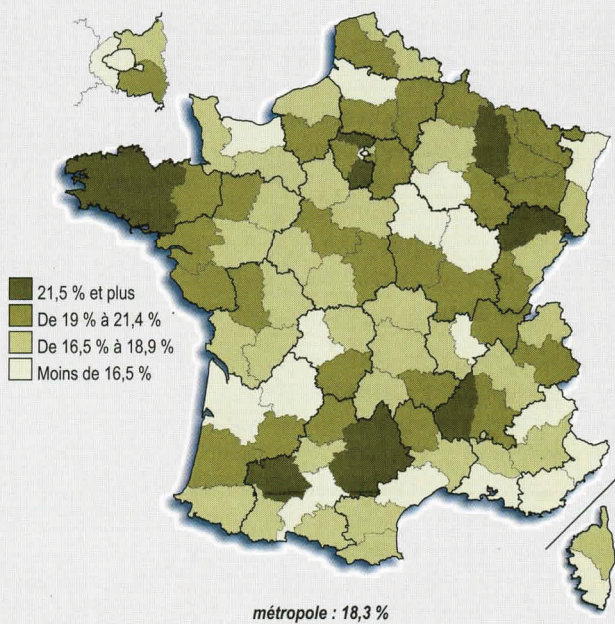 21,5 % et plus
De 19 % à 21,4 %
De 16,5 % à 18,9 %
Moins de 16,5 %
métropole : 18,3 %